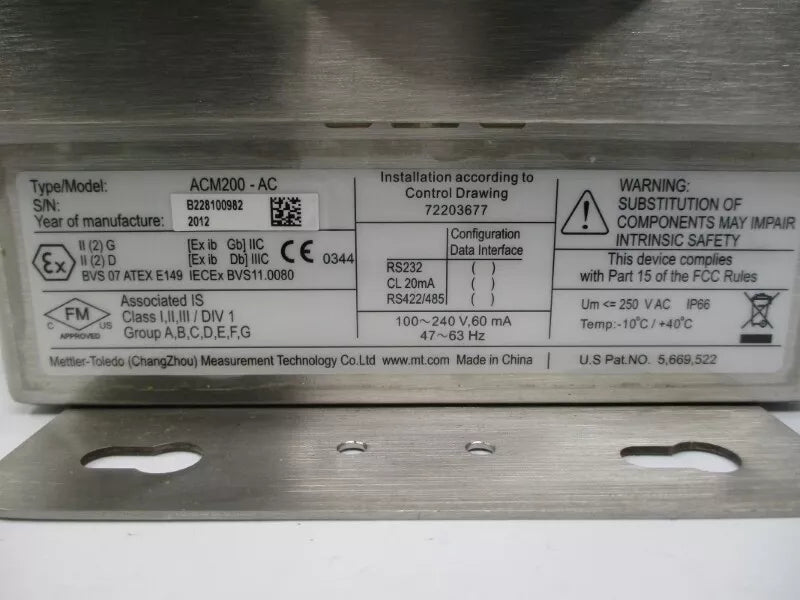 Type/Model: ACM200 - AC
S/N: B228100982
Year of manufacture: 2012
Ex II (2) G [Ex ib Gb] IIC
II (2) D [Ex ib Db] IIIC CE 0344
BVS 07 ATEX E149 IECEx BVS11.0080
FM
C US
APPROVED
Associated IS
Class I,II,III / DIV 1
Group A,B,C,D,E,F,G
Installation according to
Control Drawing
72203677
Configuration
Data Interface
RS232 ( )
CL 20mA ( )
RS422/485 ( )
100~240 V,60 mA
47~63 Hz
WARNING:
SUBSTITUTION OF
COMPONENTS MAY IMPAIR
INTRINSIC SAFETY
This device complies
with Part 15 of the FCC Rules
Um <= 250 V AC IP66
Temp:-10°C / +40°C
Mettler-Toledo (ChangZhou) Measurement Technology Co.Ltd www.mt.com Made in China
U.S Pat.NO. 5,669,522